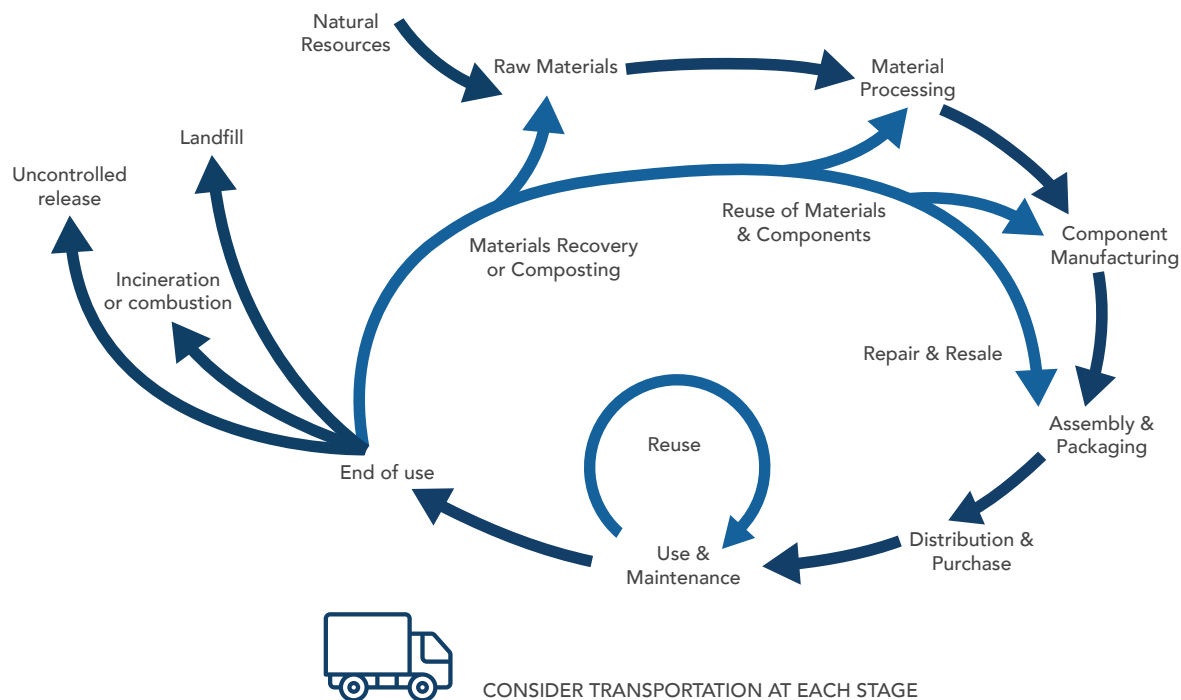 Natural
Resources
Raw Materials
Material
Processing
Landfill
Uncontrolled
release
Incineration
or combustion
Materials Recovery
or Composting
Reuse of Materials
& Components
Component
Manufacturing
Repair & Resale
Assembly &
Packaging
Reuse
End of use
Distribution &
Purchase
Use &
Maintenance
CONSIDER TRANSPORTATION AT EACH STAGE